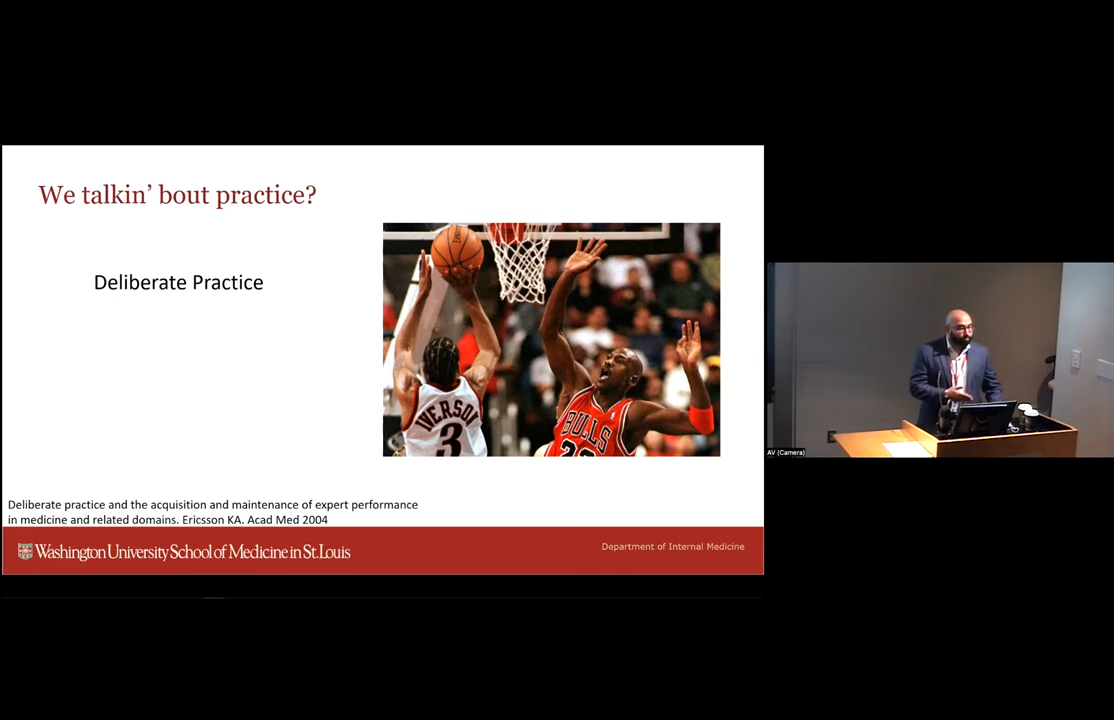 We talkin' bout practice?
Deliberate Practice
IVERSO
3
BULLS
23
Deliberate practice and the acquisition and maintenance of expert performance
in medicine and related domains. Ericsson KA. Acad Med 2004
Washington University School of Medicine in St. Louis
Department of Internal Medicine
AV (Camera)